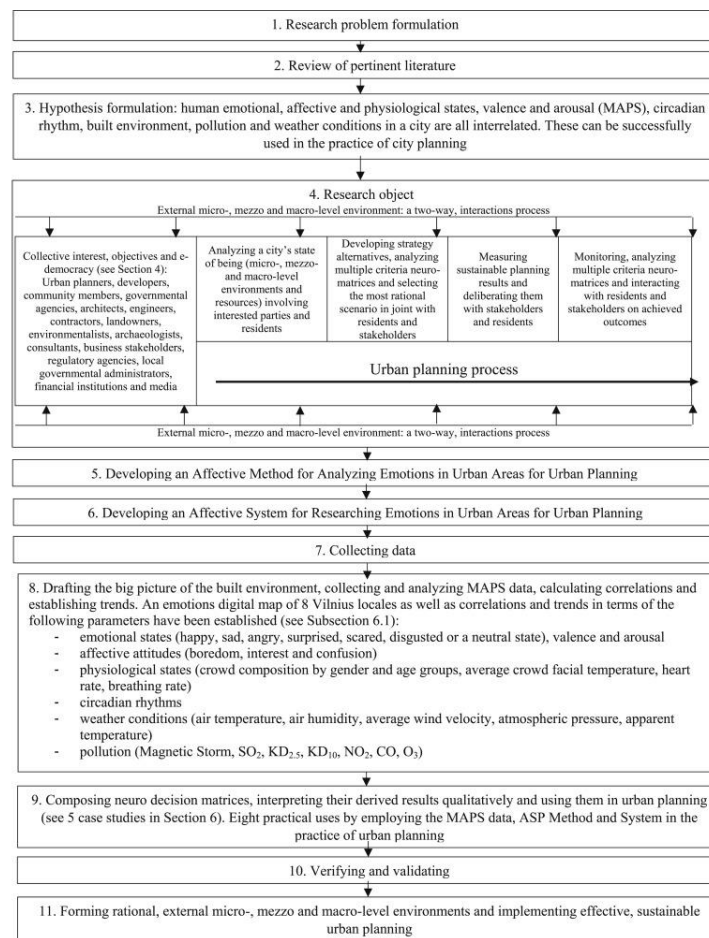 1. Research problem formulation
2. Review of pertinent literature
3. Hypothesis formulation: human emotional, affective and physiological states, valence and arousal (MAPS), circadian
rhythm, built environment, pollution and weather conditions in a city are all interrelated. These can be successfully
used in the practice of city planning
4. Research object
External micro-, mezzo and macro-level environment: a two-way, interactions process
Collective interest, objectives and e-
democracy (see Section 4):
Urban planners, developers,
community members, governmental
agencies, architects, engineers,
contractors, landowners,
environmentalists, archaeologists,
consultants, business stakeholders,
regulatory agencies, local
governmental administrators,
financial institutions and media
Analyzing a city's state of
being (micro-, mezzo-
and macro-level
environments and
resources) involving
interested parties and
residents
Developing strategy
alternatives, analyzing
multiple criteria neuro-
matrices and selecting
the most rational
scenario in joint with
residents and
stakeholders
Measuring
sustainable planning
results and
deliberating them
with stakeholders
and residents
Monitoring, analyzing
multiple criteria neuro-
matrices and interacting
with residents and
stakeholders on achieved
outcomes
Urban planning process
External micro-, mezzo and macro-level environment: a two-way, interactions process
5. Developing an Affective Method for Analyzing Emotions in Urban Areas for Urban Planning
6. Developing an Affective System for Researching Emotions in Urban Areas for Urban Planning
7. Collecting data
8. Drafting the big picture of the built environment, collecting and analyzing MAPS data, calculating correlations and
establishing trends. An emotions digital map of 8 Vilnius locales as well as correlations and trends in terms of the
following parameters have been established (see Subsection 6.1):
- emotional states (happy, sad, angry, surprised, scared, disgusted or a neutral state), valence and arousal
- affective attitudes (boredom, interest and confusion)
- physiological states (crowd composition by gender and age groups, average crowd facial temperature, heart
rate, breathing rate)
- circadian rhythms
- weather conditions (air temperature, air humidity, average wind velocity, atmospheric pressure, apparent
temperature)
- pollution (Magnetic Storm, SO2, KD2.5, KD10, NO2, CO, O3)
9. Composing neuro decision matrices, interpreting their derived results qualitatively and using them in urban planning
(see 5 case studies in Section 6). Eight practical uses by employing the MAPS data, ASP Method and System in the
practice of urban planning
10. Verifying and validating
11. Forming rational, external micro-, mezzo and macro-level environments and implementing effective, sustainable
urban planning